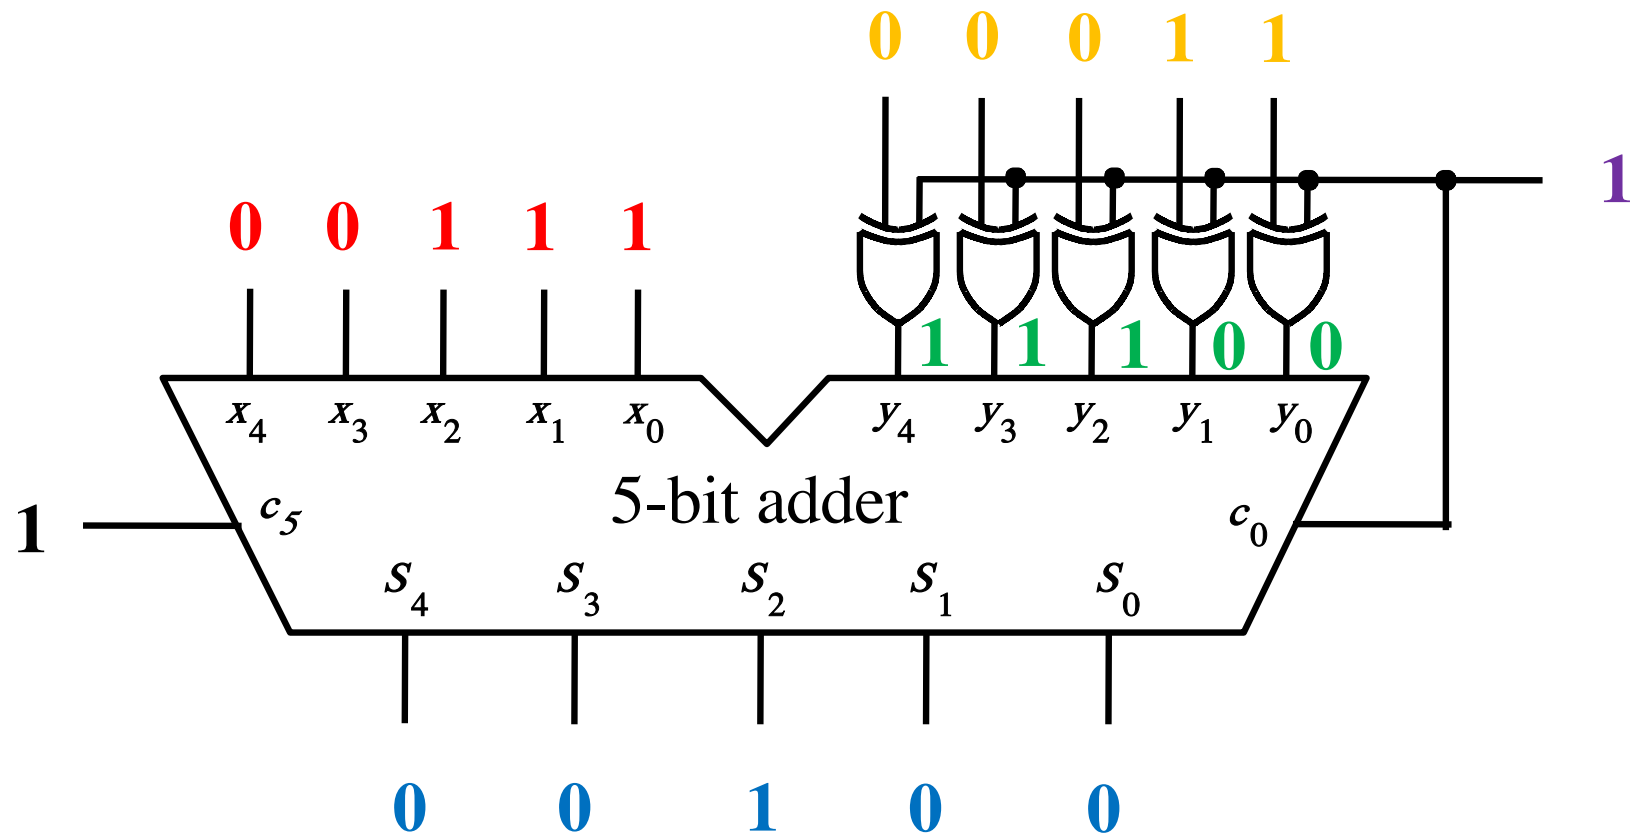 0 0 0 1 1
1
0 0 1 1 1
1 1 1 0 0
x4 x3 x2 x1 x0 y4 y3 y2 y1 y0
5-bit adder
1 c5 c0
s4 s3 s2 s1 s0
0 0 1 0 0